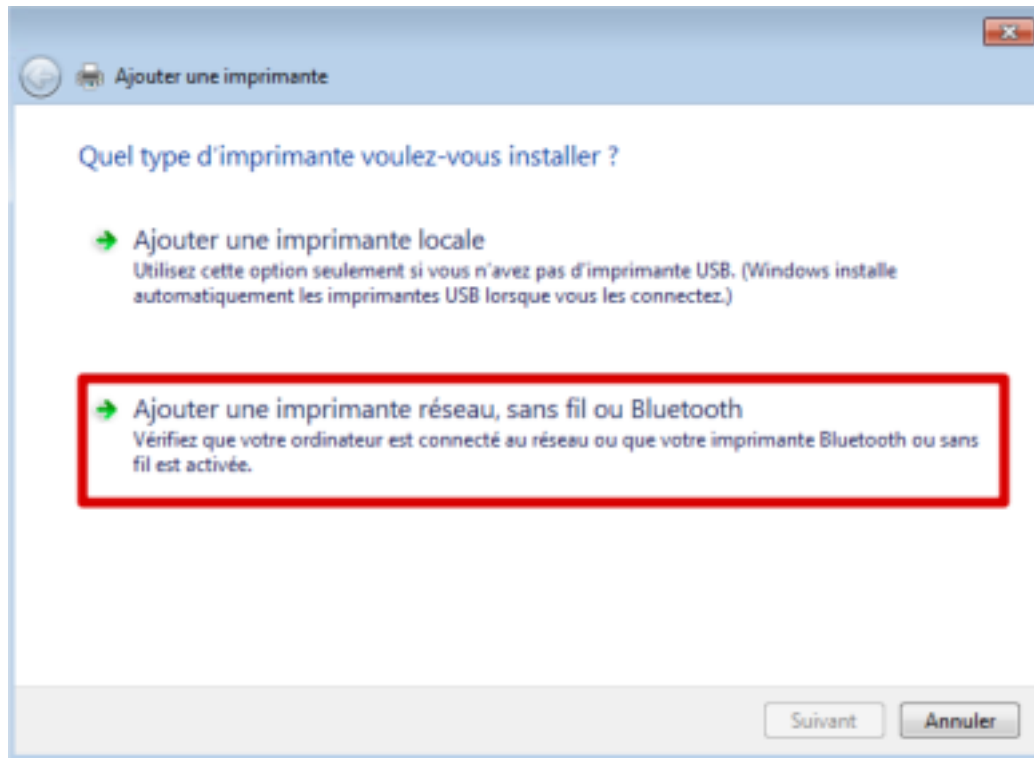 Ajouter une imprimante
Quel type d'imprimante voulez-vous installer ?
Ajouter une imprimante locale
Utilisez cette option seulement si vous n'avez pas d'imprimante USB. (Windows installe
automatiquement les imprimantes USB lorsque vous les connectez.)
Ajouter une imprimante réseau, sans fil ou Bluetooth
Vérifiez que votre ordinateur est connecté au réseau ou que votre imprimante Bluetooth ou sans
fil est activée.
Suivant
Annuler